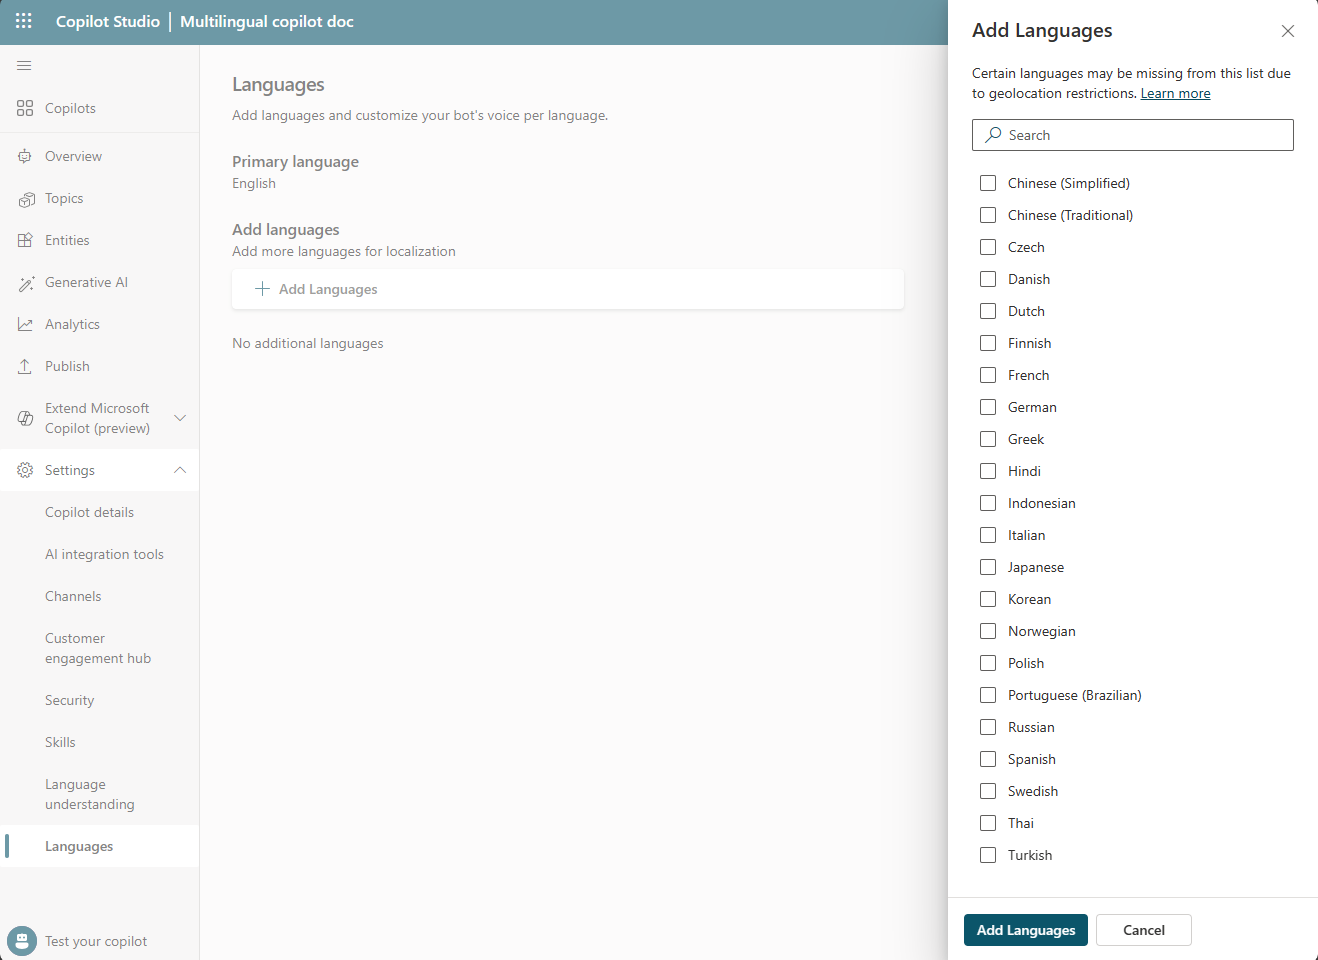 Copilot Studio | Multilingual copilot doc
Copilots
Overview
Topics
Entities
Generative AI
Analytics
Publish
Extend Microsoft
Copilot (preview)
Settings
Copilot details
AI integration tools
Channels
Customer
engagement hub
Security
Skills
Language
understanding
Languages
Test your copilot
Languages
Add languages and customize your bot's voice per language.
Primary language
English
Add languages
Add more languages for localization
Add Languages
No additional languages
Add Languages
Certain languages may be missing from this list due
to geolocation restrictions. Learn more
Search
Chinese (Simplified)
Chinese (Traditional)
Czech
Danish
Dutch
Finnish
French
German
Greek
Hindi
Indonesian
Italian
Japanese
Korean
Norwegian
Polish
Portuguese (Brazilian)
Russian
Spanish
Swedish
Thai
Turkish
Add Languages
Cancel